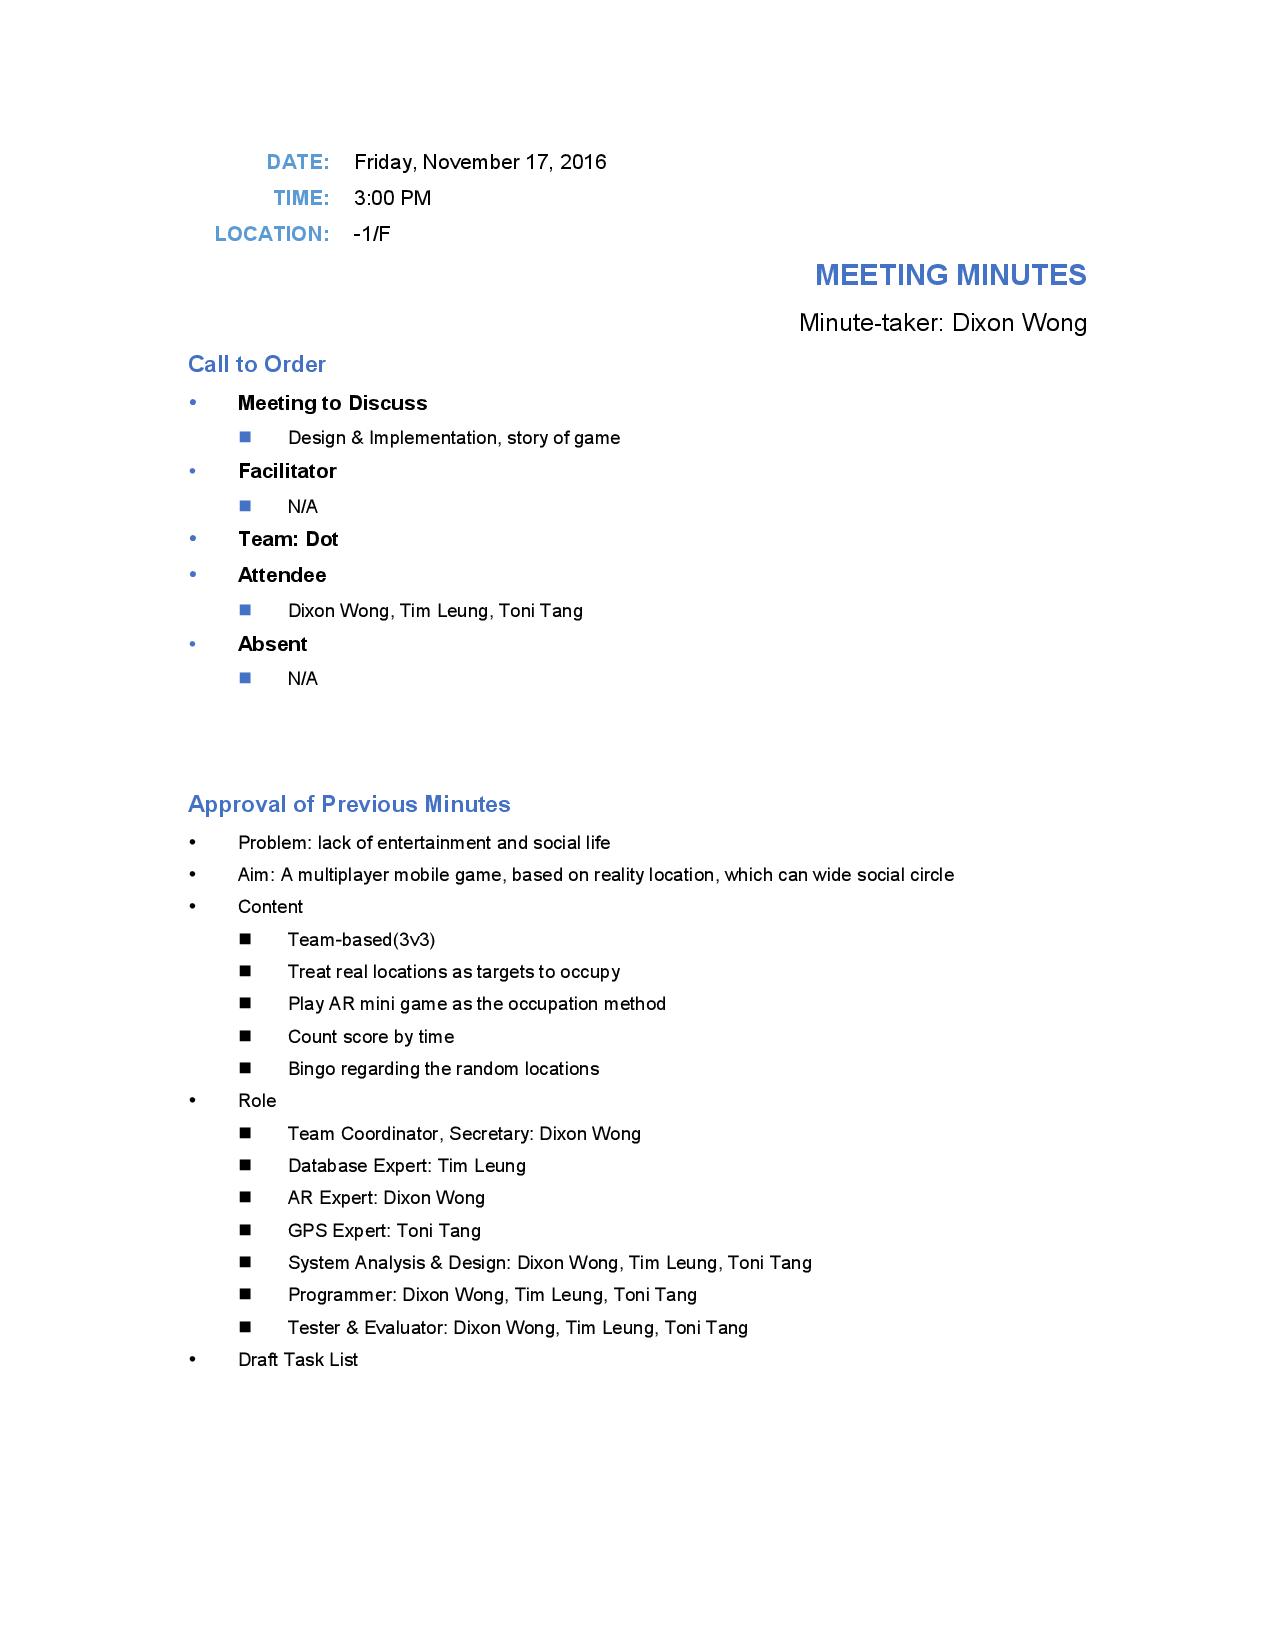 DATE: Friday, November 17, 2016
TIME: 3:00 PM
LOCATION: -1/F
MEETING MINUTES
Minute-taker: Dixon Wong
Call to Order
• Meeting to Discuss
■ Design & Implementation, story of game
• Facilitator
■ N/A
• Team: Dot
• Attendee
■ Dixon Wong, Tim Leung, Toni Tang
• Absent
■ N/A
Approval of Previous Minutes
• Problem: lack of entertainment and social life
• Aim: A multiplayer mobile game, based on reality location, which can wide social circle
• Content
■ Team-based(3v3)
■ Treat real locations as targets to occupy
■ Play AR mini game as the occupation method
■ Count score by time
■ Bingo regarding the random locations
• Role
■ Team Coordinator, Secretary: Dixon Wong
■ Database Expert: Tim Leung
■ AR Expert: Dixon Wong
■ GPS Expert: Toni Tang
■ System Analysis & Design: Dixon Wong, Tim Leung, Toni Tang
■ Programmer: Dixon Wong, Tim Leung, Toni Tang
■ Tester & Evaluator: Dixon Wong, Tim Leung, Toni Tang
• Draft Task List